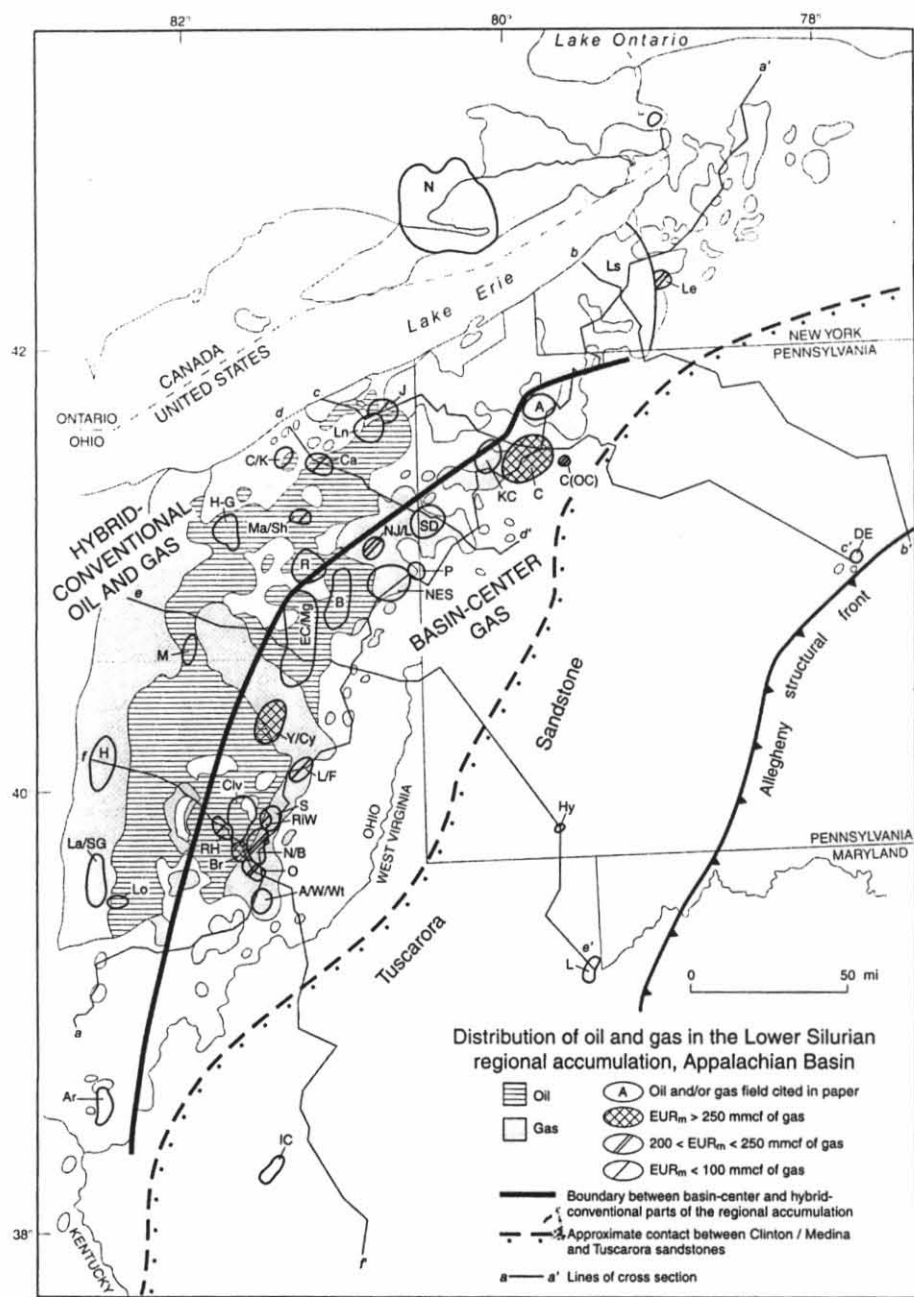 82°
80°
78°
Lake Ontario
a'
N
b
Ls
Le
Lake Erie
42
NEW YORK
PENNSYLVANIA
CANADA
UNITED STATES
ONTARIO
OHIO
c
J
d
Ln
A
C/K
Ca
KC
C
C(OC)
H-G
Ma/Sh
NJ/L
SD
d'
DE
c'
b'
HYBRID-
CONVENTIONAL
OIL AND GAS
R
P
B
NES
BASIN-CENTER
GAS
e
EC/Mg
M
Sandstone
Allegheny structural front
Y/Cy
H
f
L/F
40
Clv
S
RiW
Hy
OHIO
WEST VIRGINIA
PENNSYLVANIA
MARYLAND
La/SG
RH
N/B
Br
O
Lo
A/W/Wt
Tuscarora
e'
L
0 50 mi
a
Ar
IC
38°
KENTUCKY
f'
Distribution of oil and gas in the Lower Silurian
regional accumulation, Appalachian Basin
Oil
Gas
A Oil and/or gas field cited in paper
EURm > 250 mmcf of gas
200 < EURm < 250 mmcf of gas
EURm < 100 mmcf of gas
Boundary between basin-center and hybrid-
conventional parts of the regional accumulation
Approximate contact between Clinton / Medina
and Tuscarora sandstones
a a' Lines of cross section